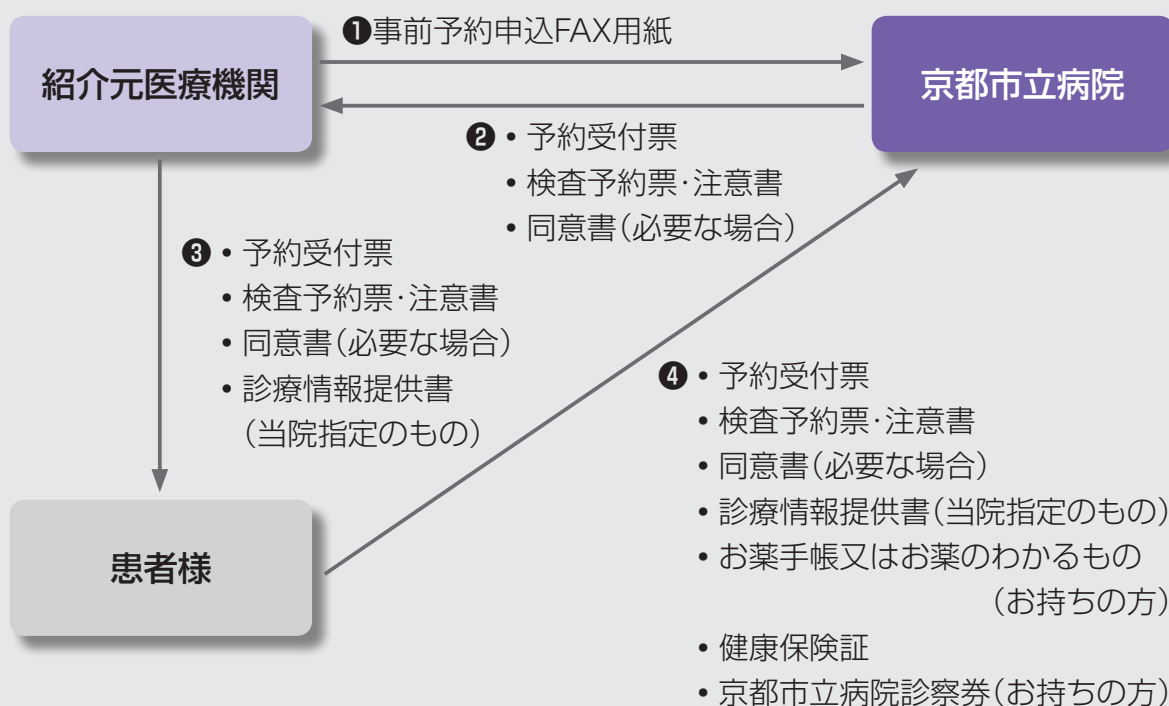 ❶事前予約申込FAX用紙
紹介元医療機関
京都市立病院
❷・予約受付票
・検査予約票･注意書
・同意書(必要な場合)
❸・予約受付票
・検査予約票･注意書
・同意書(必要な場合)
・診療情報提供書
(当院指定のもの)
患者様
❹・予約受付票
・検査予約票･注意書
・同意書(必要な場合)
・診療情報提供書(当院指定のもの)
・お薬手帳又はお薬のわかるもの
(お持ちの方)
・健康保険証
・京都市立病院診察券(お持ちの方)